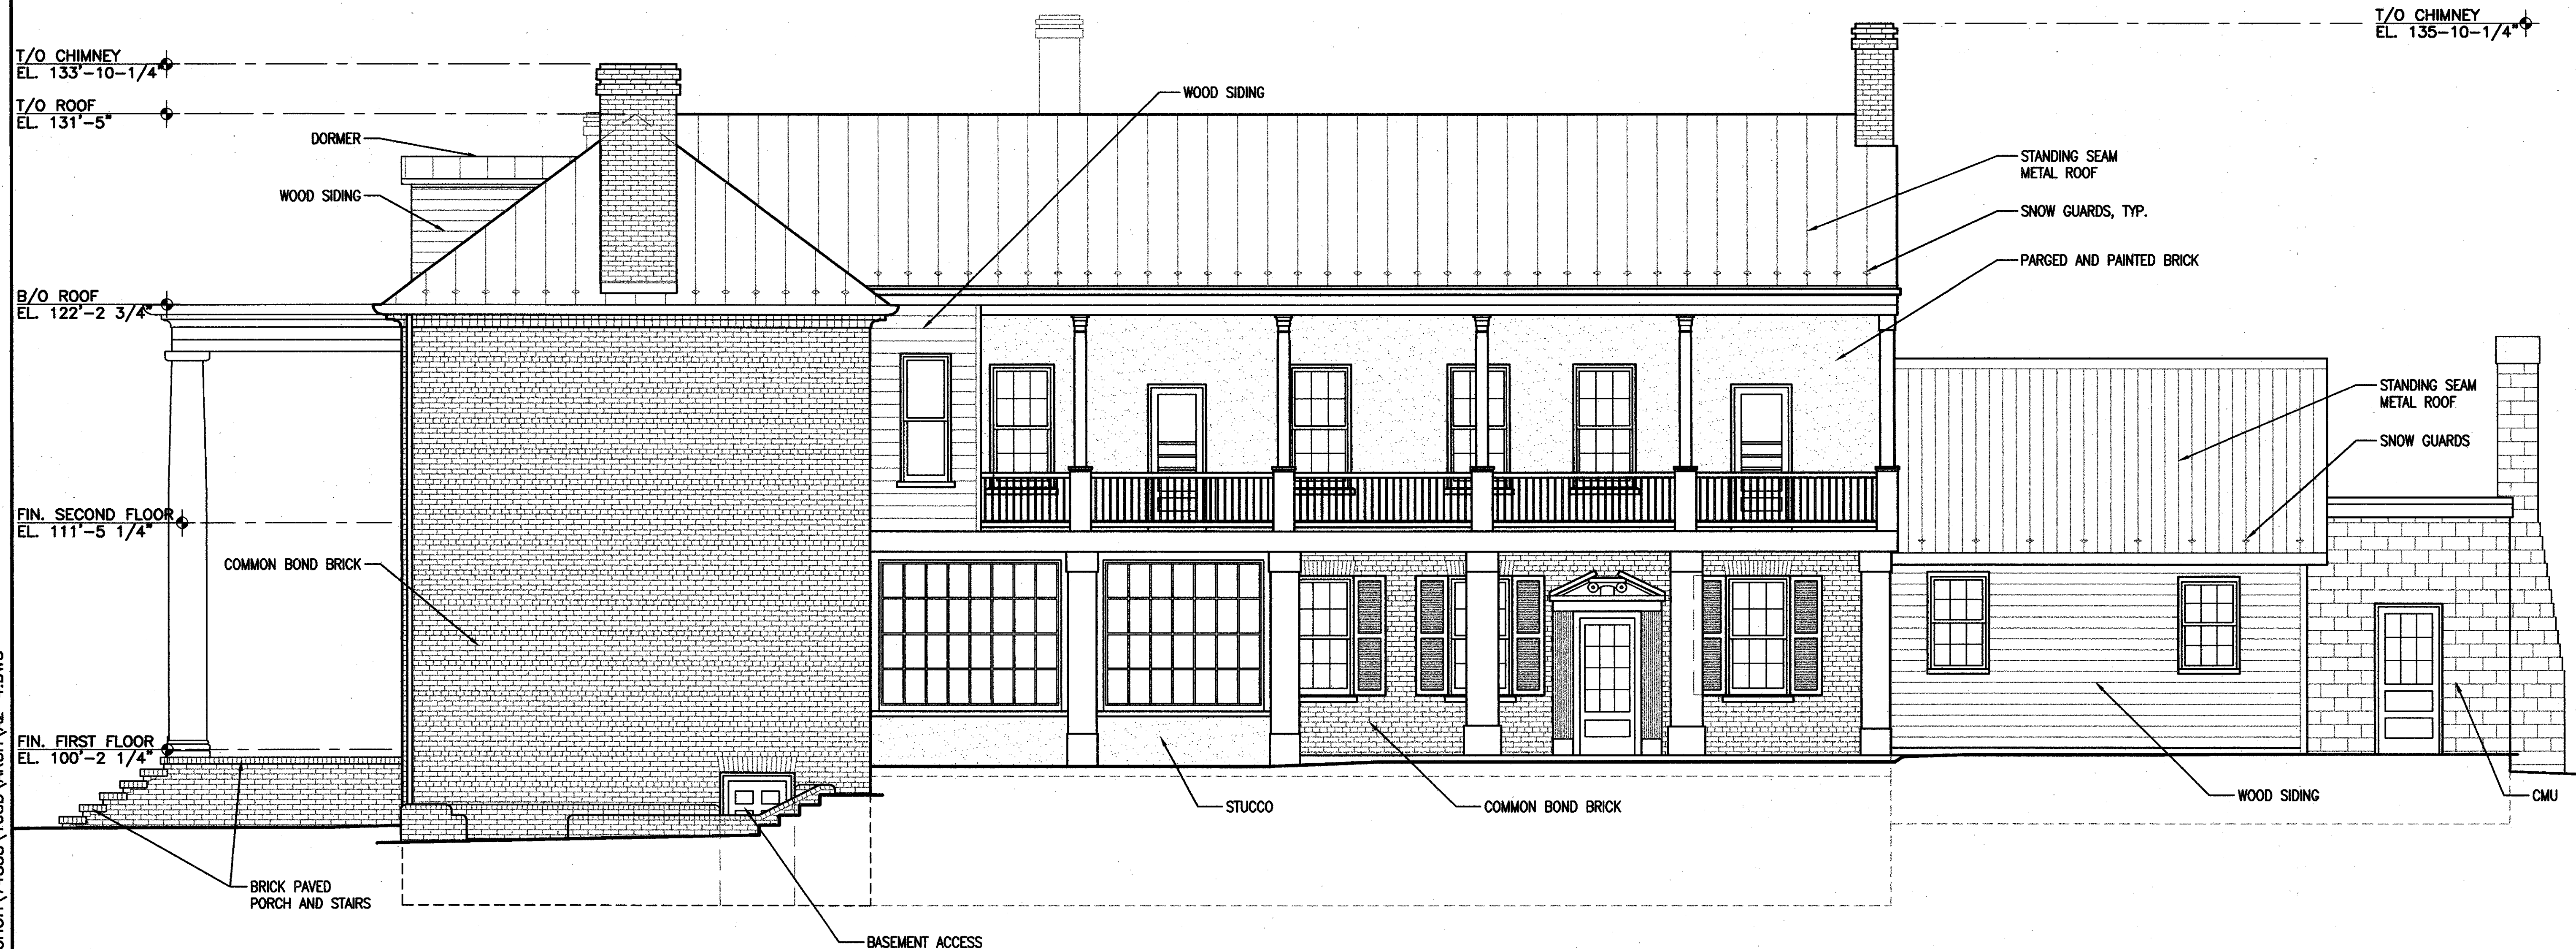 T/O CHIMNEY
EL. 133'-10-1/4"
T/O CHIMNEY
EL. 135-10-1/4"
T/O ROOF
EL. 131'-5"
DORMER
WOOD SIDING
WOOD SIDING
STANDING SEAM
METAL ROOF
SNOW GUARDS, TYP.
PARGED AND PAINTED BRICK
B/O ROOF
EL. 122'-2 3/4"
STANDING SEAM
METAL ROOF
SNOW GUARDS
FIN. SECOND FLOOR
EL. 111'-5 1/4"
COMMON BOND BRICK
FIN. FIRST FLOOR
EL. 100'-2 1/4"
STUCCO
COMMON BOND BRICK
WOOD SIDING
CMU
BRICK PAVED
PORCH AND STAIRS
BASEMENT ACCESS